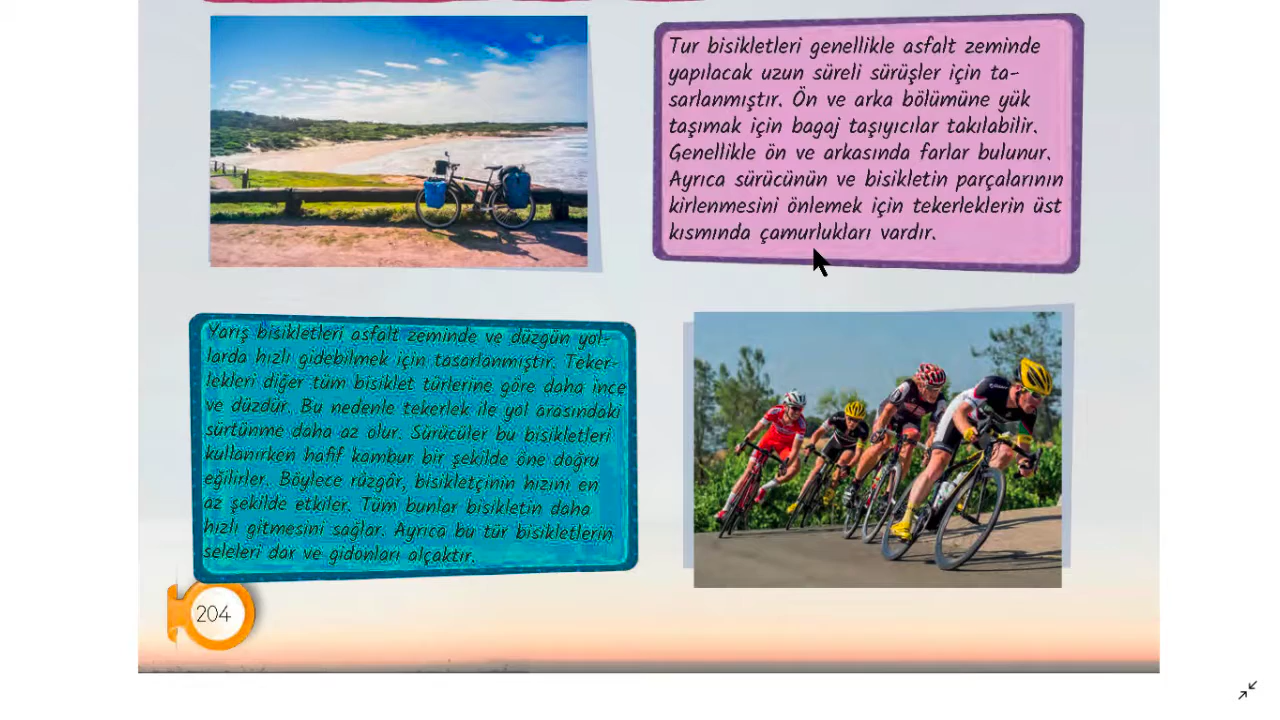 Tur bisikletleri genellikle asfalt zeminde
yapılacak uzun süreli sürüşler için ta-
sarlanmıştır. Ön ve arka bölümüne yük
taşımak için bagaj taşıyıcılar takılabilir.
Genellikle ön ve arkasında farlar bulunur.
Ayrıca sürücünün ve bisikletin parçalarının
kirlenmesini önlemek için tekerleklerin üst
kısmında çamurlukları vardır.
Yarış bisikletleri asfalt zeminde ve düzgün yol-
larda hızlı gidebilmek için tasarlanmıştır. Teker-
lekleri diğer tüm bisiklet türlerine göre daha ince
ve düzdür. Bu nedenle tekerlek ile yol arasındaki
sürtünme daha az olur. Sürücüler bu bisikletleri
kullanırken hafif kambur bir şekilde öne doğru
eğilirler. Böylece rüzgâr, bisikletçinin hızını en
az şekilde etkiler. Tüm bunlar bisikletin daha
hızlı gitmesini sağlar. Ayrıca bu tür bisikletlerin
seleleri dar ve gidonları alçaktır.
204